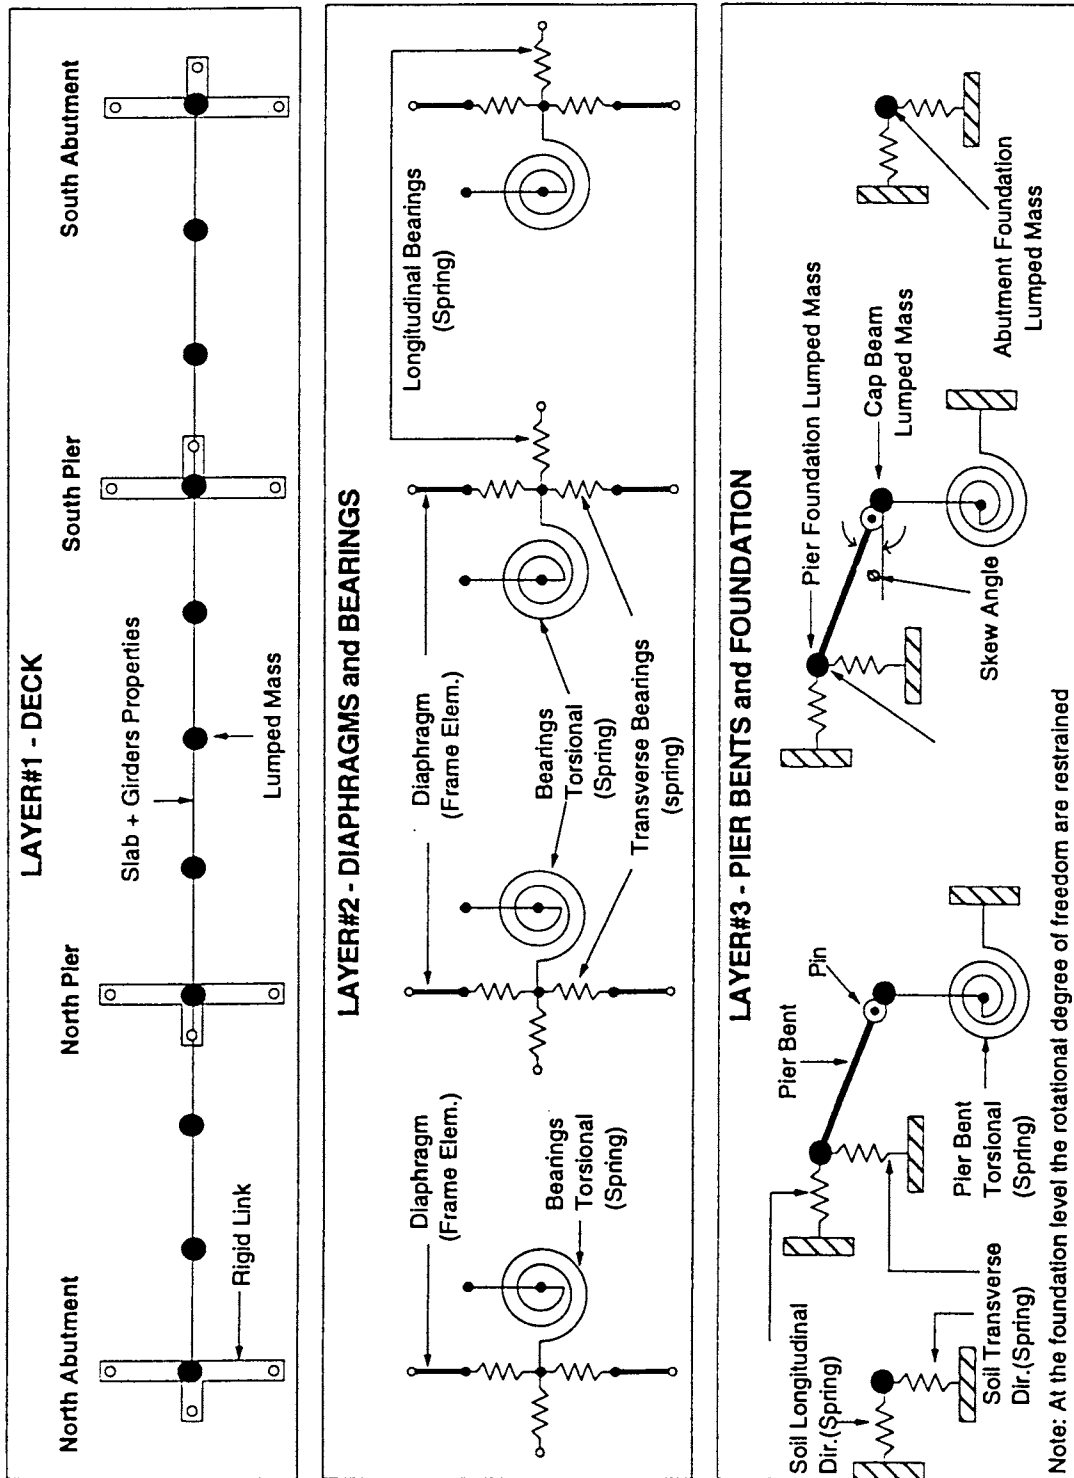 LAYER#1 - DECK
North Abutment
North Pier
South Pier
South Abutment
Rigid Link
Slab + Girders Properties
Lumped Mass
LAYER#2 - DIAPHRAGMS and BEARINGS
Diaphragm
(Frame Elem.)
Bearings
Torsional
(Spring)
Diaphragm
(Frame Elem.)
Bearings
Torsional
(Spring)
Transverse Bearings
(spring)
Longitudinal Bearings
(Spring)
LAYER#3 - PIER BENTS and FOUNDATION
Soil Longitudinal
Dir.(Spring)
Soil Transverse
Dir.(Spring)
Pier Bent
Pin
Pier Bent
Torsional
(Spring)
Pier Foundation Lumped Mass
Cap Beam
Lumped Mass
Ø
Skew Angle
Abutment Foundation
Lumped Mass
Note: At the foundation level the rotational degree of freedom are restrained